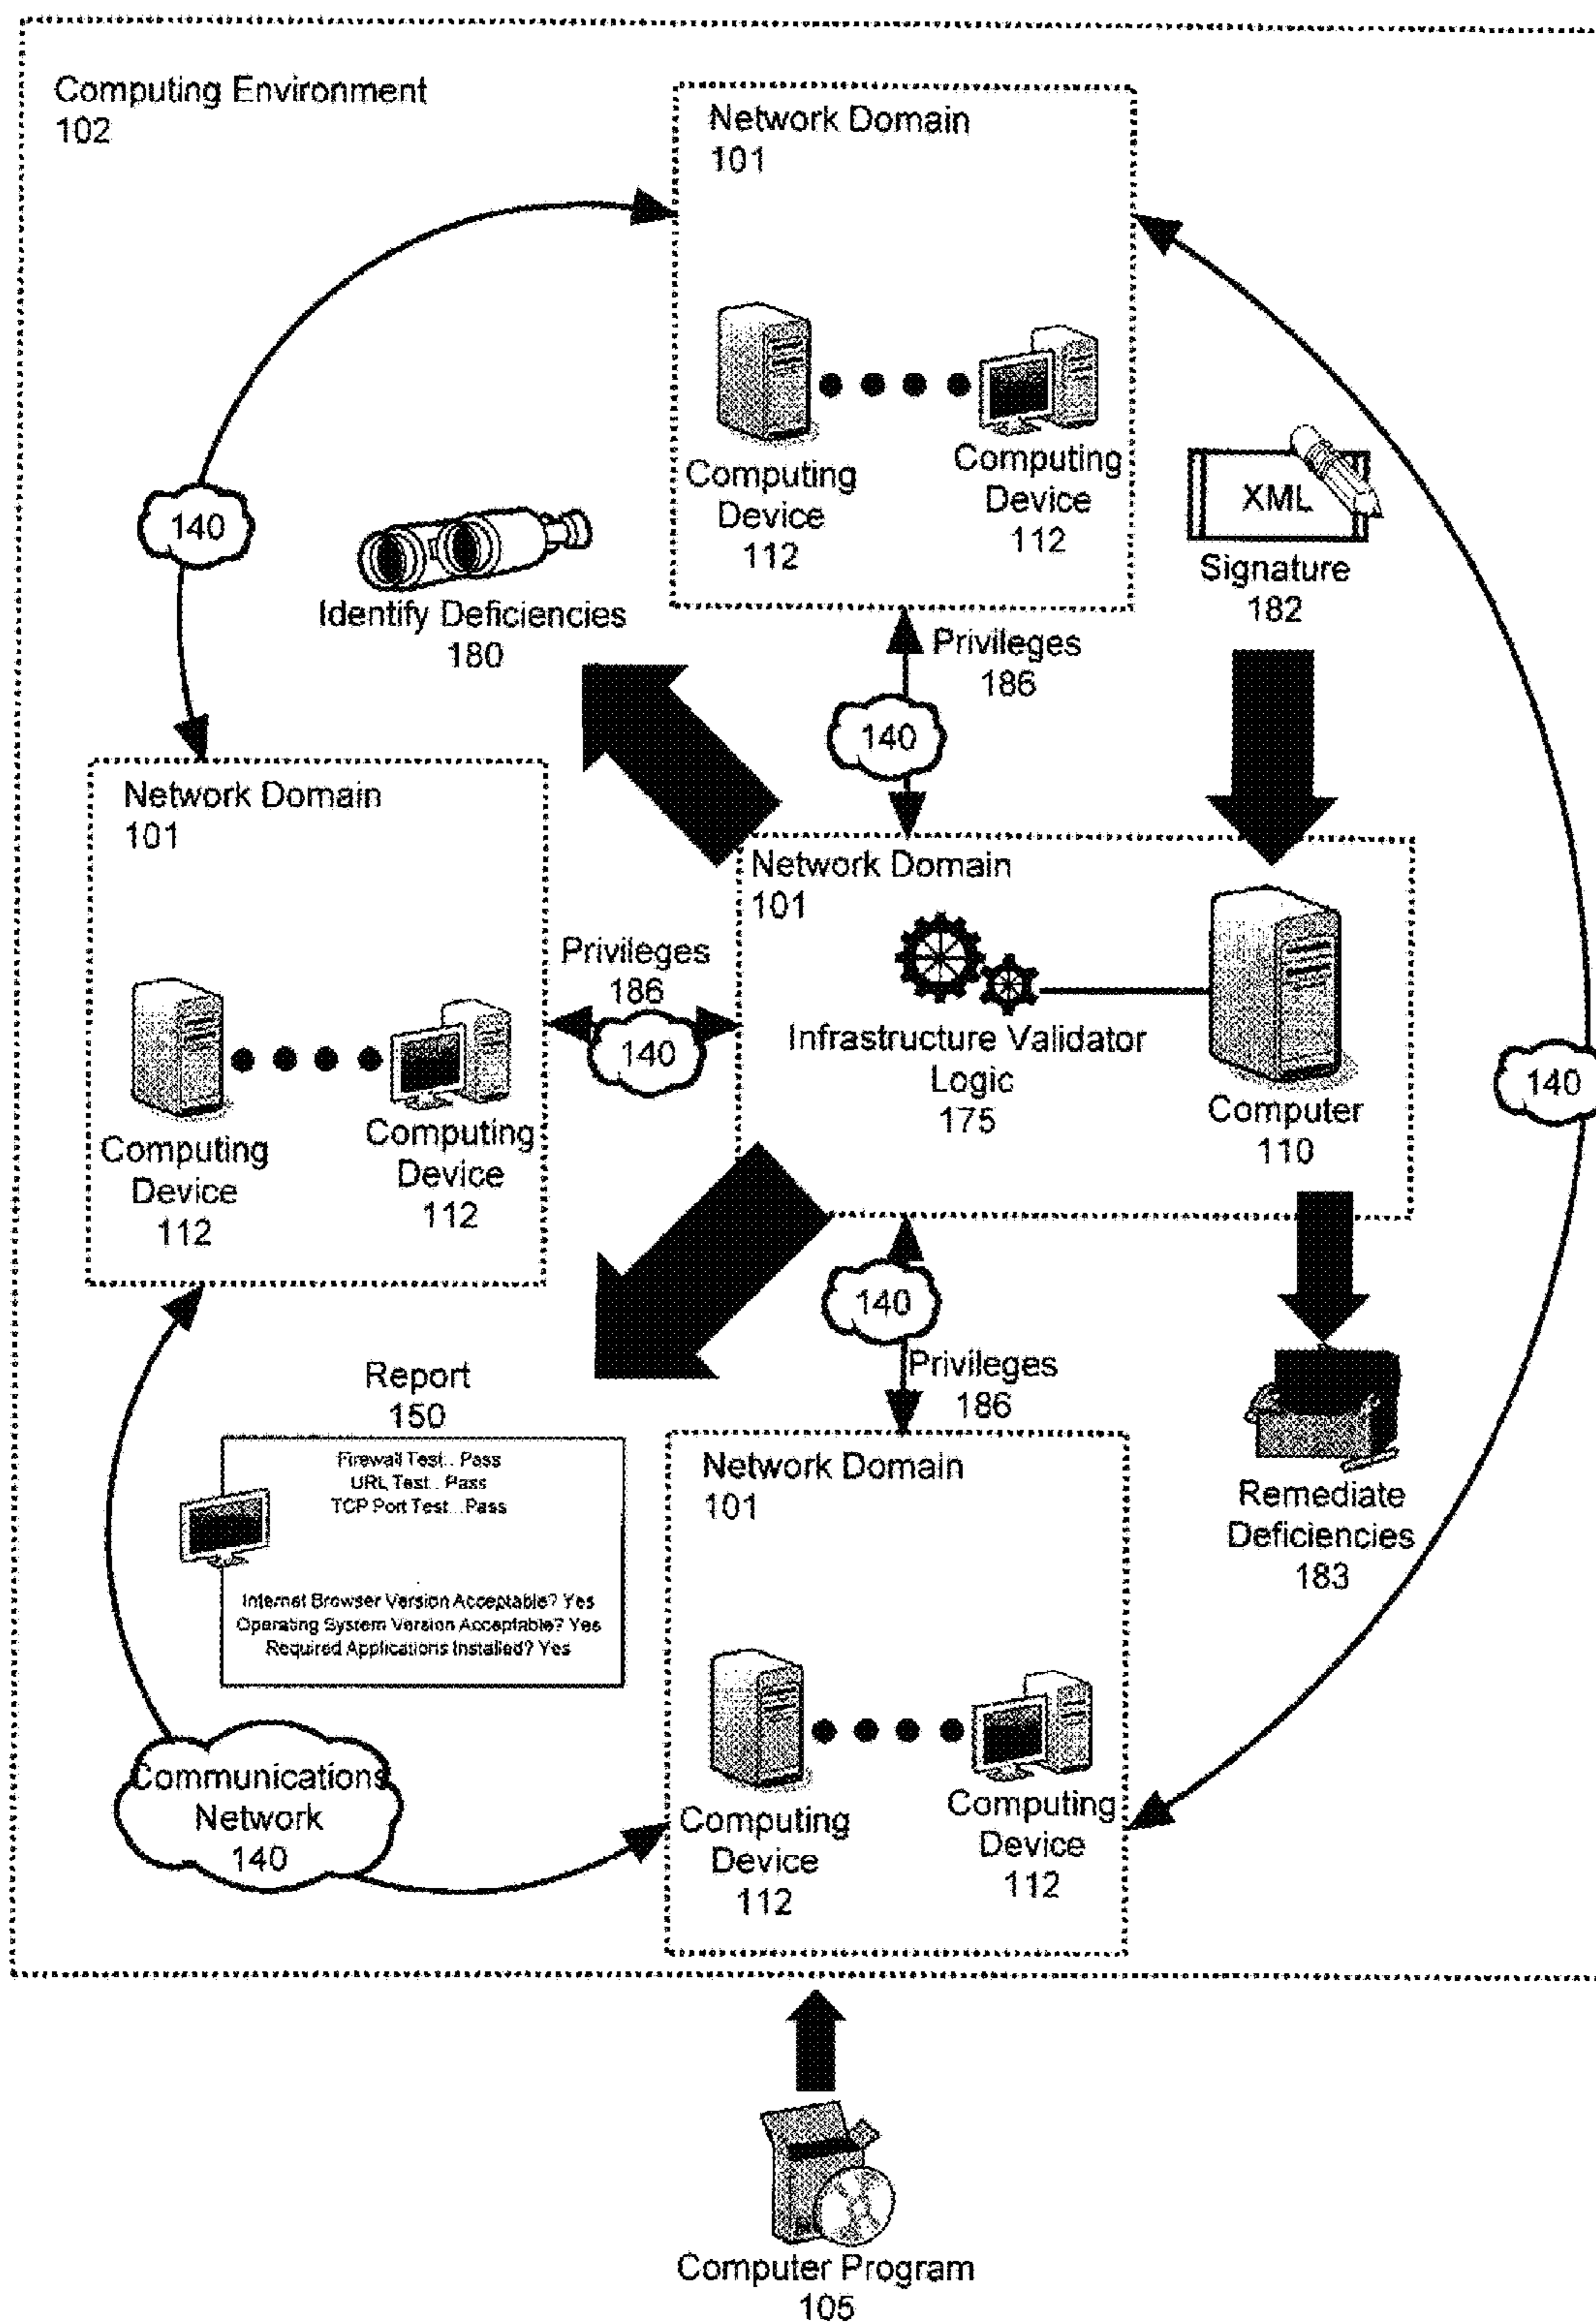 Computing Environment
102
Network Domain
101
Computing
Device
112
Computing
Device
112
XML
Signature
182
140
Identify Deficiencies
180
Privileges
186
140
Network Domain
101
Computing
Device
112
Computing
Device
112
Privileges
186
140
Network Domain
101
Infrastructure Validator
Logic
175
Computer
110
140
Report
150
Firewall Test.. Pass
URL Test.. Pass
TCP Port Test...Pass
Internet Browser Version Acceptable? Yes
Operating System Version Acceptable? Yes
Required Applications Installed? Yes
140
Privileges
186
Remediate
Deficiencies
183
Network Domain
101
Computing
Device
112
Computing
Device
112
Communications
Network
140
Computer Program
105